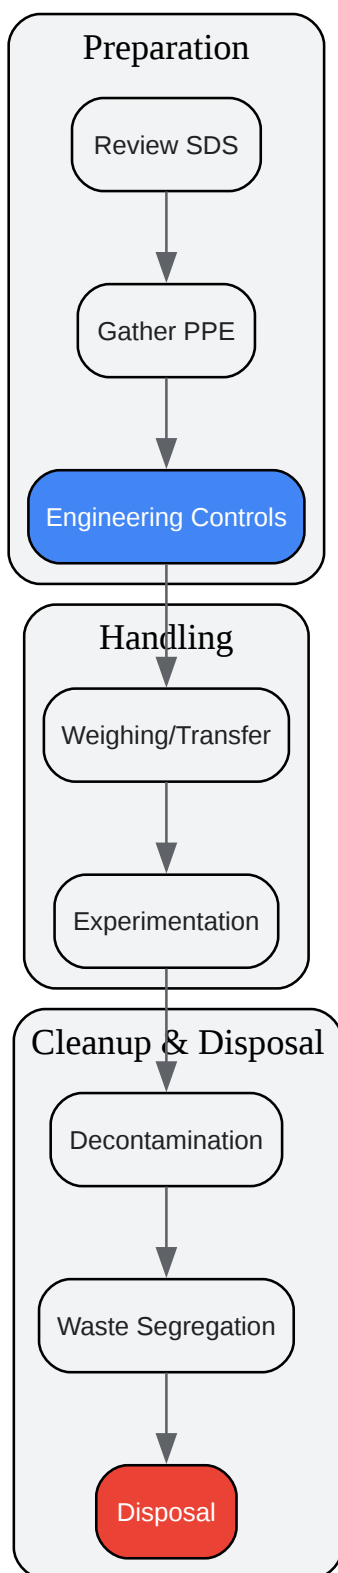 Preparation
Review SDS
Gather PPE
Engineering Controls
Handling
Weighing/Transfer
Experimentation
Cleanup & Disposal
Decontamination
Waste Segregation
Disposal